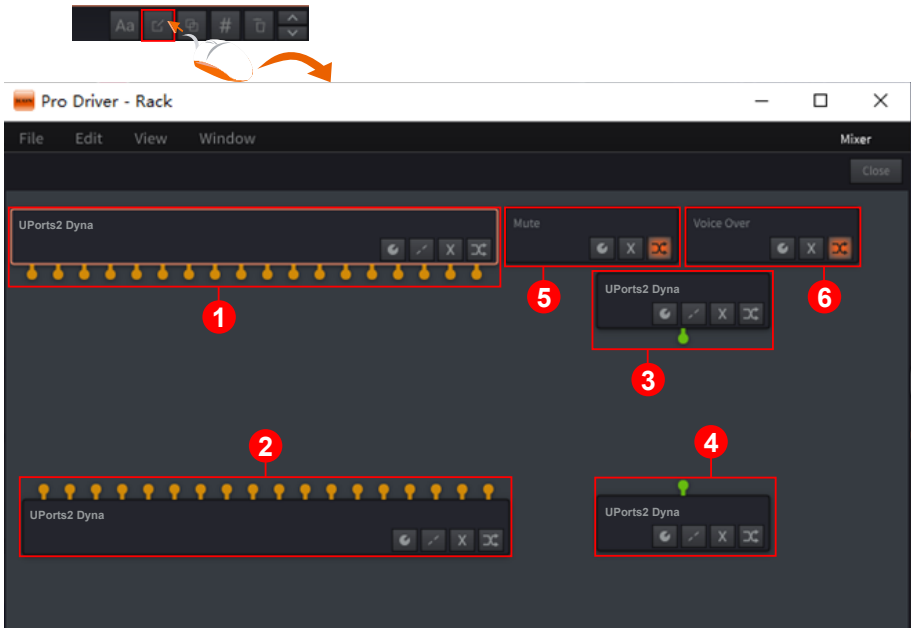 Aa #
Pro Driver - Rack
File Edit View Window Mixer
Close
UPorts2 Dyna
Mute
Voice Over
X
X
X
1
5
6
UPorts2 Dyna
X
3
2
4
UPorts2 Dyna
X
UPorts2 Dyna
X